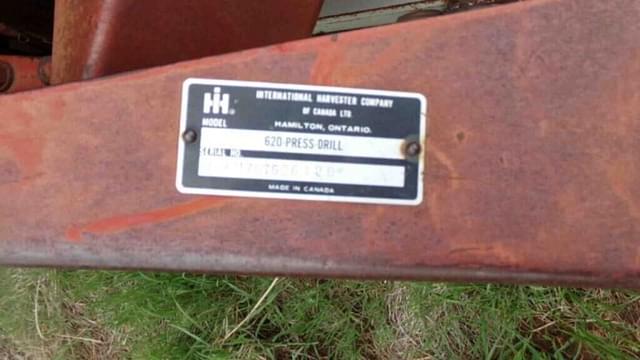 IH®
INTERNATIONAL HARVESTER COMPANY
OF CANADA LTD.
HAMILTON, ONTARIO.
MODEL
620 PRESS DRILL
SERIAL NO.
MADE IN CANADA